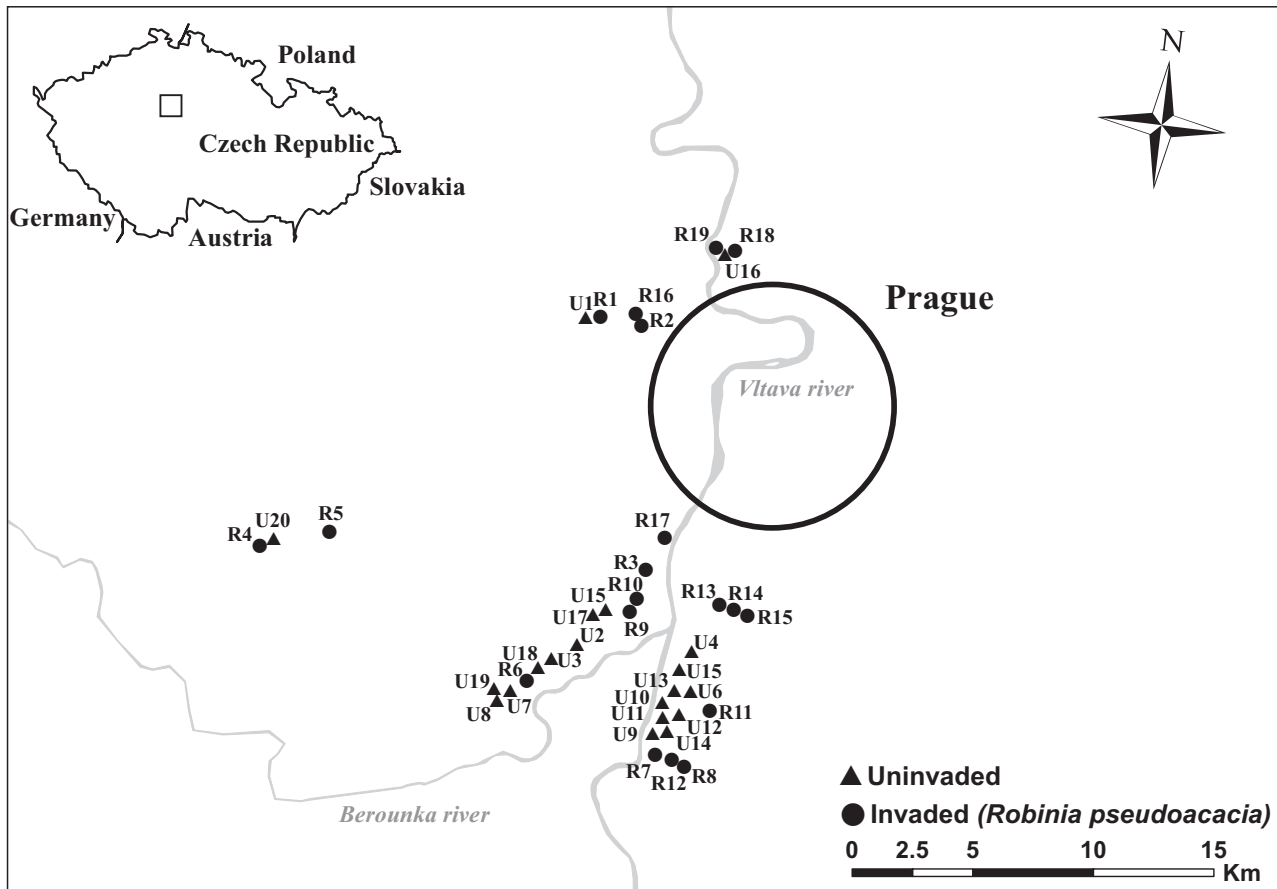 Poland
Czech Republic
Slovakia
Germany
Austria
N
R19
R18
U16
Prague
U1
R1
R16
R2
Vltava river
R4
U20
R5
R17
R3
R10
U15
R9
U17
R13
R14
R15
U2
U3
U18
R6
U19
U7
U8
U4
U15
U13
U6
U10
R11
U11
U12
U9
U14
R7
R12
R8
Berounka river
Uninvaded
Invaded (Robinia pseudoacacia)
0 2.5 5 10 15
Km